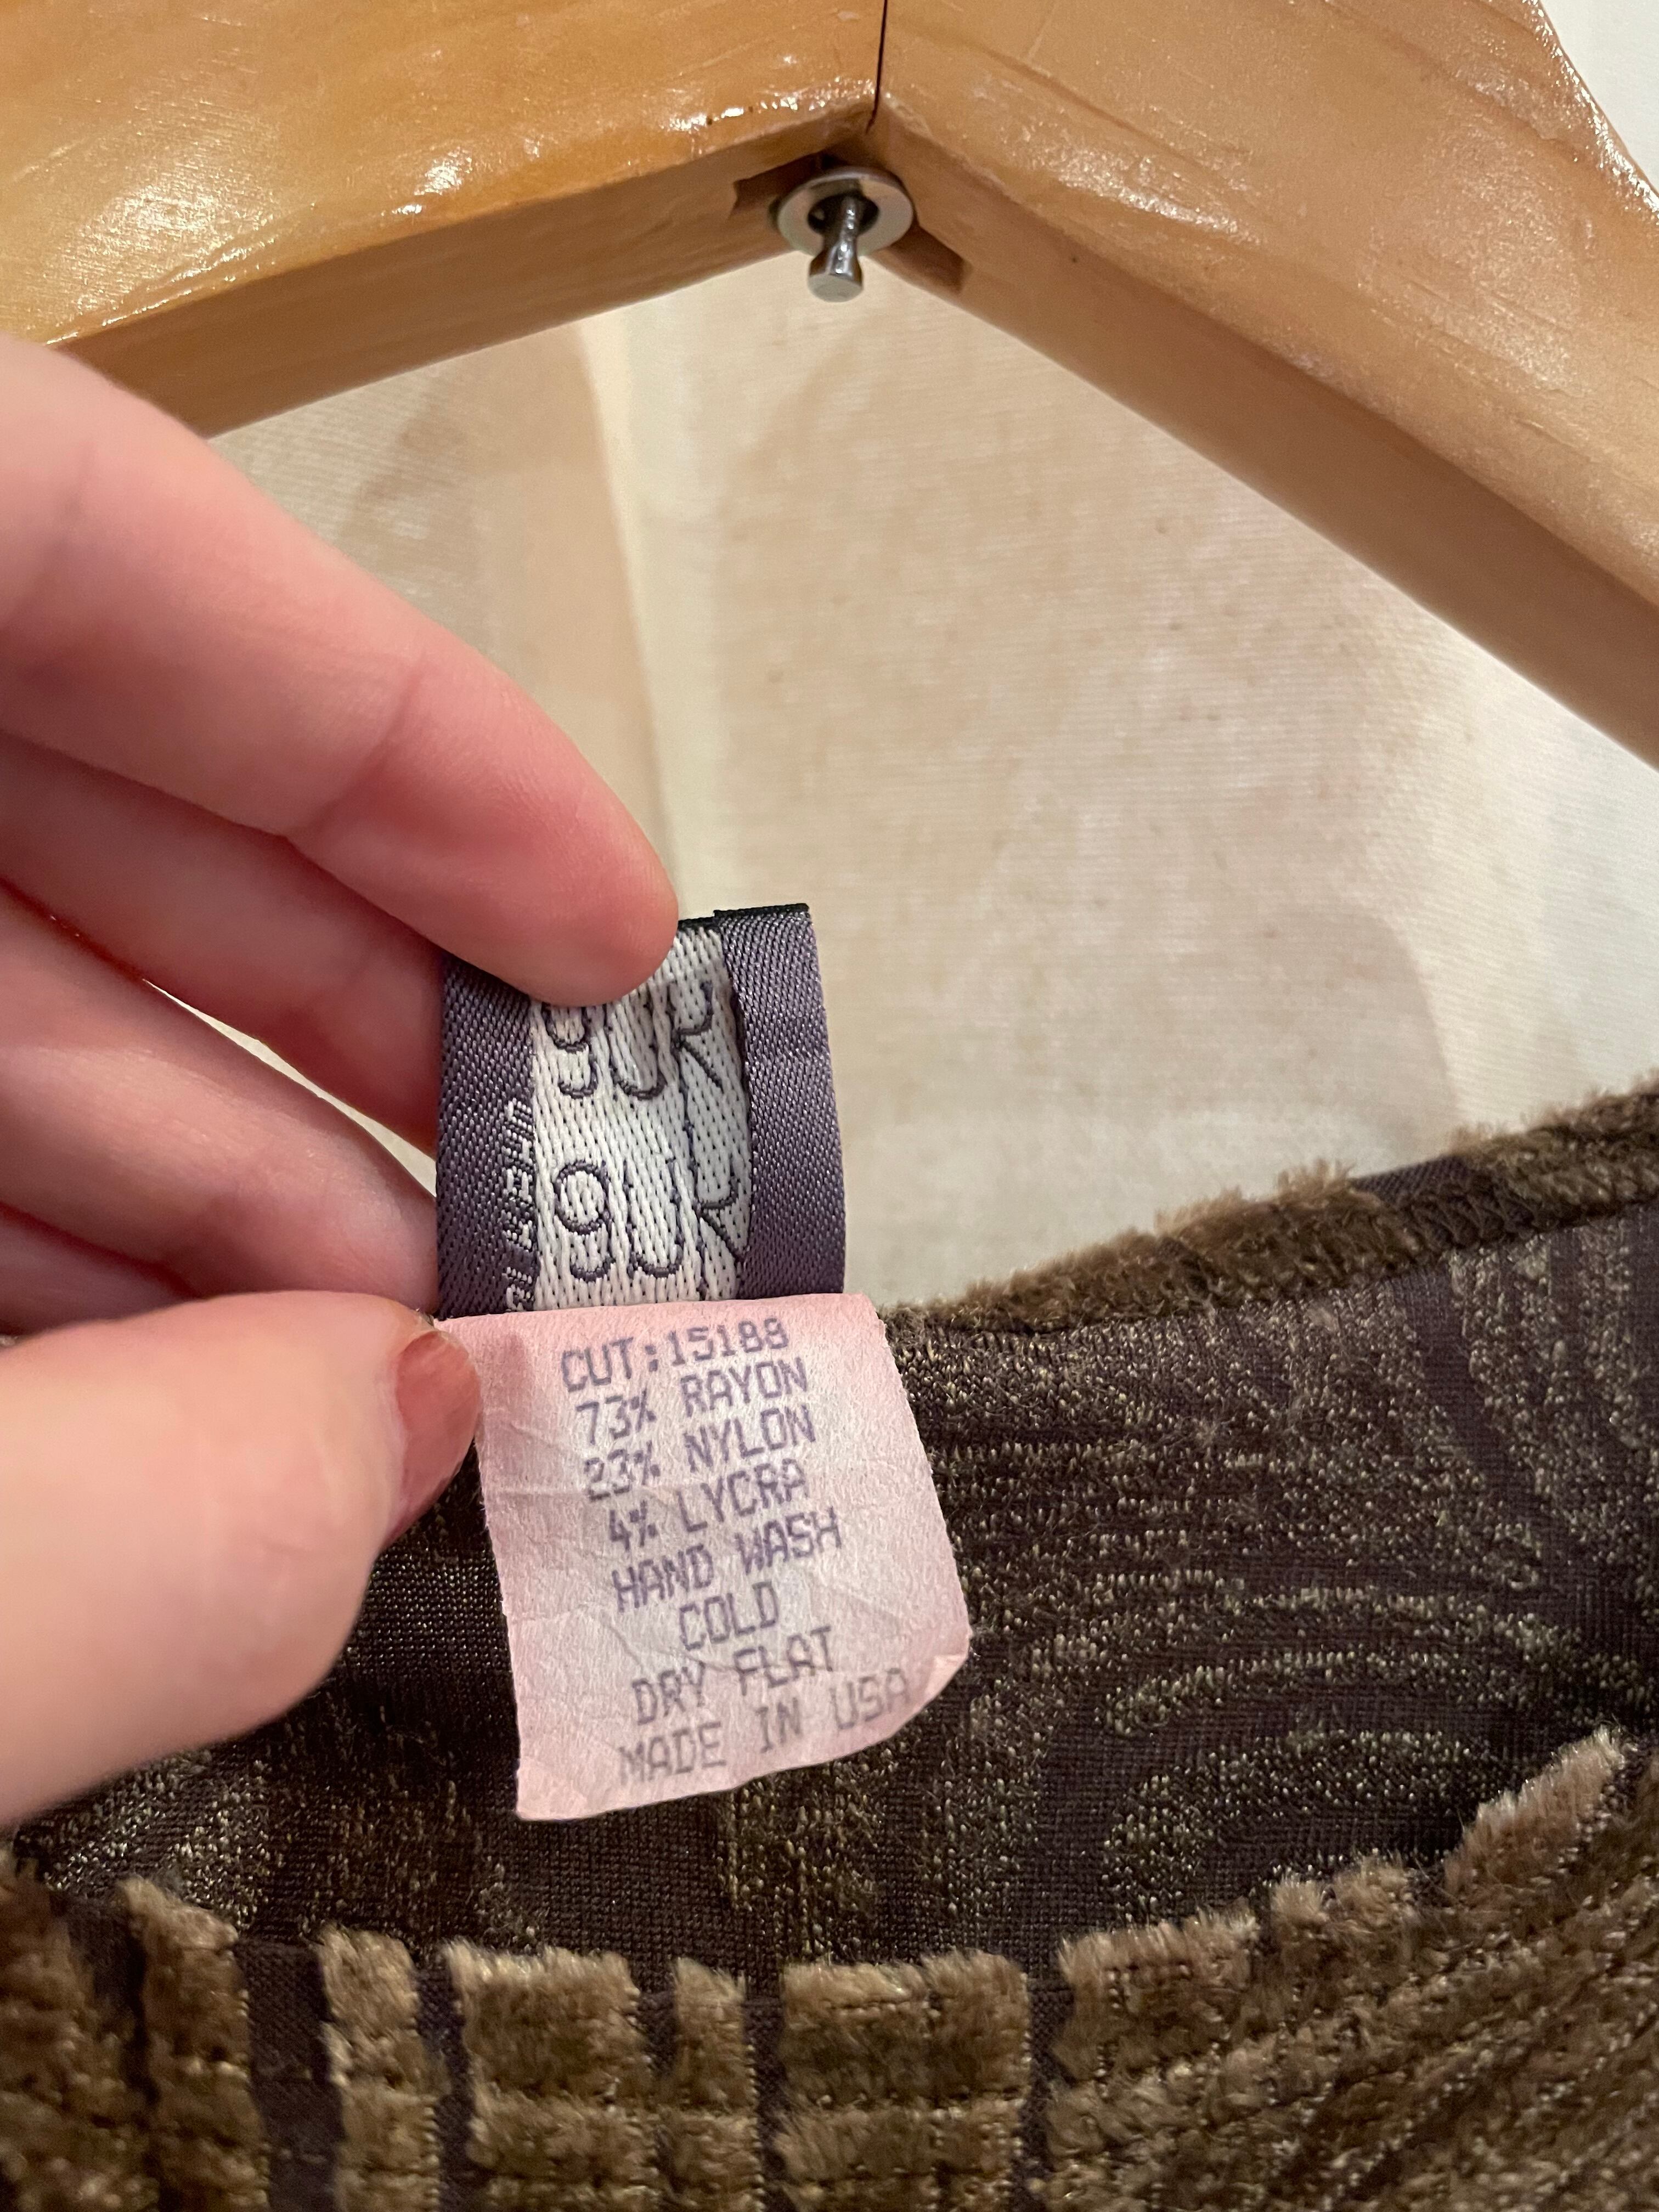 CUT:15188
73% RAYON
23% NYLON
4% LYCRA
HAND WASH
COLD
DRY FLAT
MADE IN USA